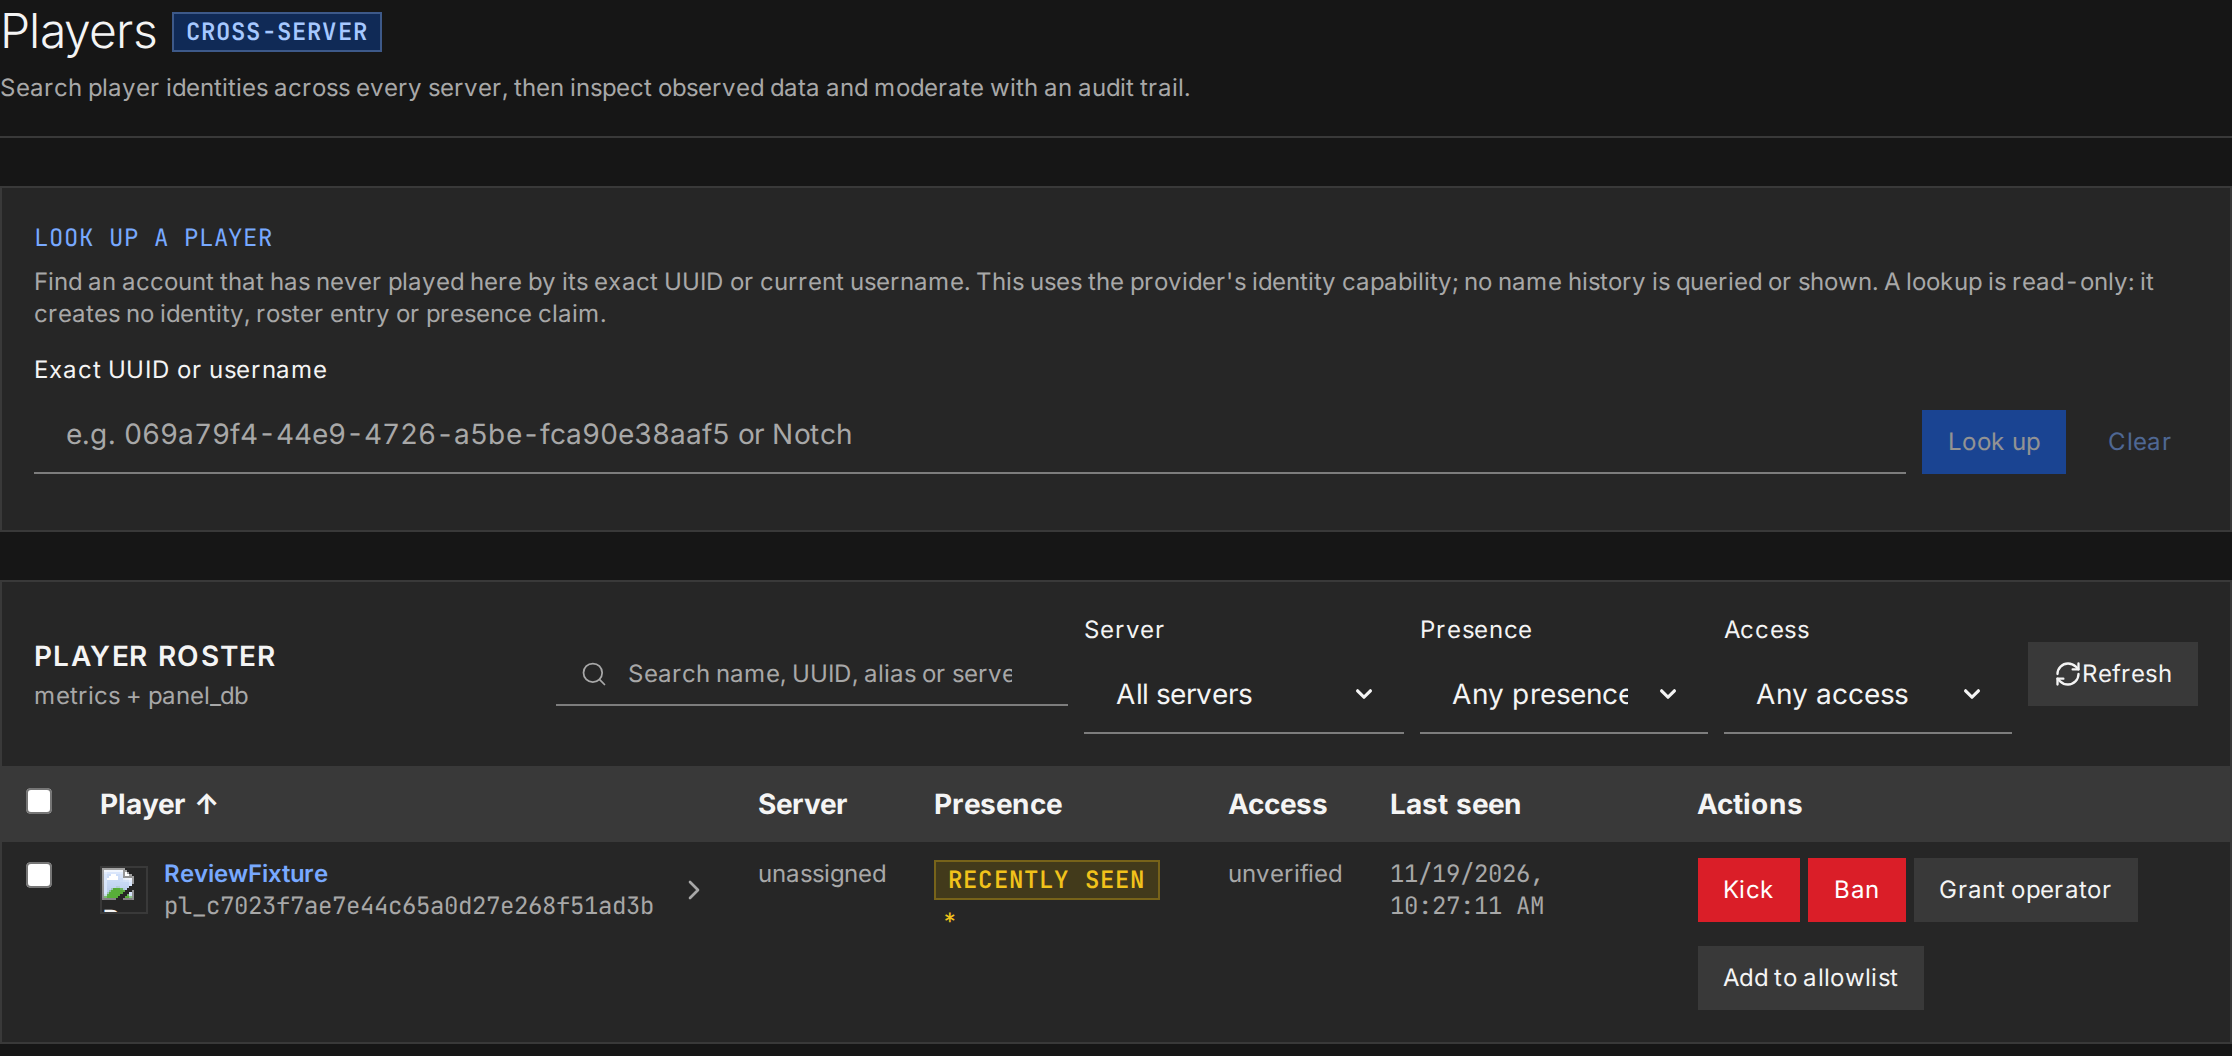 Players CROSS-SERVER
Search player identities across every server, then inspect observed data and moderate with an audit trail.
LOOK UP A PLAYER
Find an account that has never played here by its exact UUID or current username. This uses the provider's identity capability; no name history is queried or shown. A lookup is read-only: it
creates no identity, roster entry or presence claim.
Exact UUID or username
e.g. 069a79f4-44e9-4726-a5be-fca90e38aaf5 or Notch
Look up
Clear
PLAYER ROSTER
metrics + panel_db
Search name, UUID, alias or serve
Server
All servers
Presence
Any presence
Access
Any access
Refresh
Player ↑ Server Presence Access Last seen Actions
ReviewFixture
pl_c7023f7ae7e44c65a0d27e268f51ad3b
unassigned
RECENTLY SEEN
*
unverified
11/19/2026,
10:27:11 AM
Kick Ban Grant operator
Add to allowlist